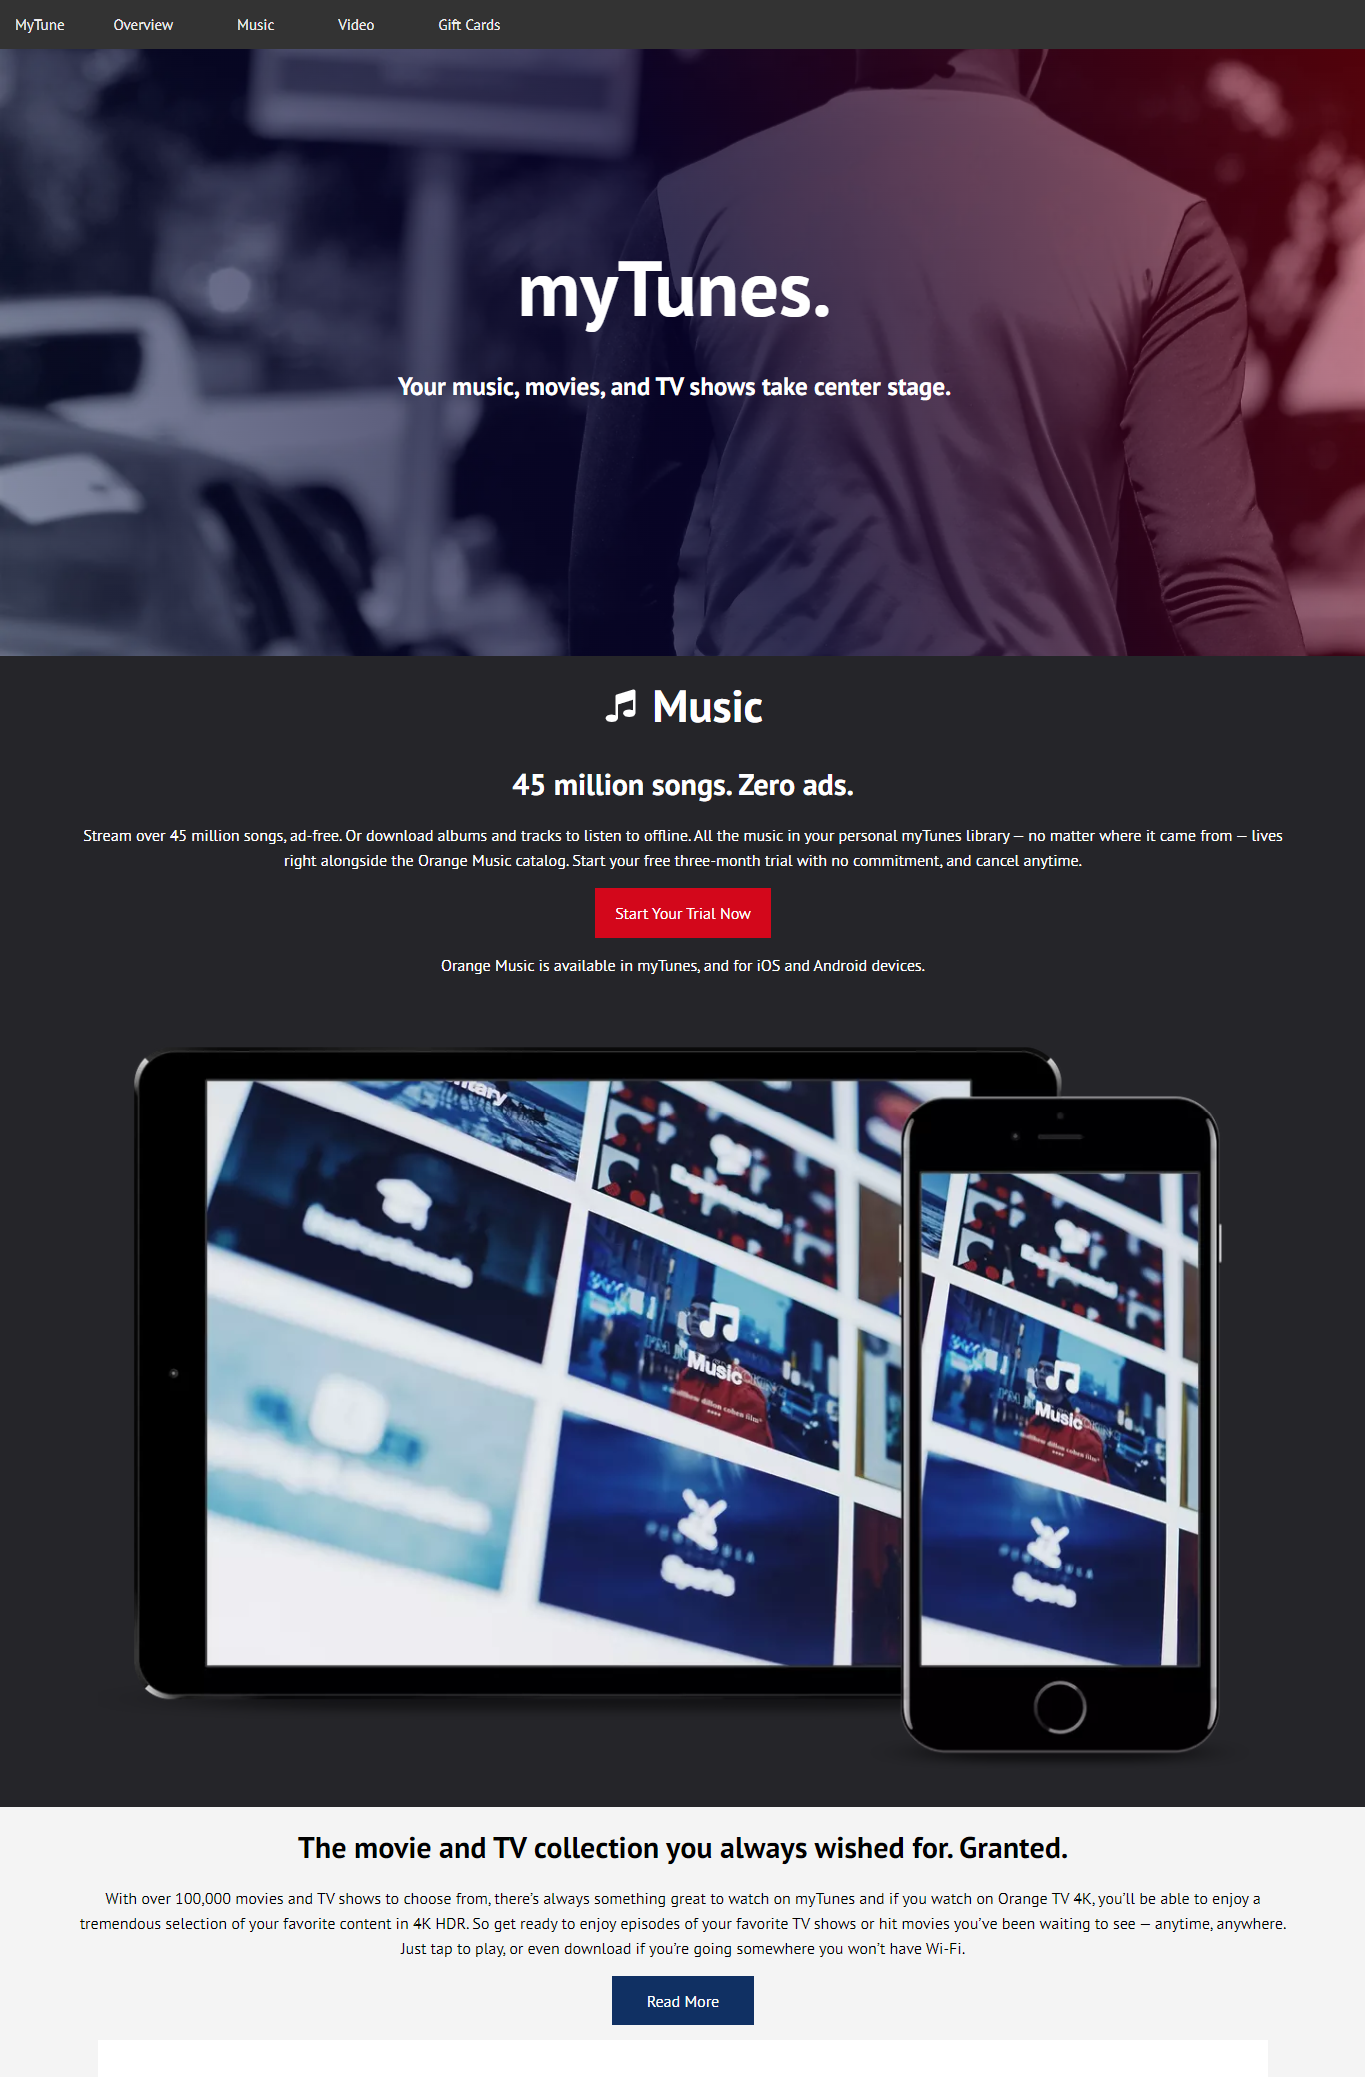 MyTune Overview Music Video Gift Cards
myTunes.
Your music, movies, and TV shows take center stage.
Music
45 million songs. Zero ads.
Stream over 45 million songs, ad-free. Or download albums and tracks to listen to offline. All the music in your personal myTunes library — no matter where it came from — lives
right alongside the Orange Music catalog. Start your free three-month trial with no commitment, and cancel anytime.
Start Your Trial Now
Orange Music is available in myTunes, and for iOS and Android devices.
Music
a matthew dillon cohen film
Music
a matthew dillon cohen film
The movie and TV collection you always wished for. Granted.
With over 100,000 movies and TV shows to choose from, there’s always something great to watch on myTunes and if you watch on Orange TV 4K, you’ll be able to enjoy a
tremendous selection of your favorite content in 4K HDR. So get ready to enjoy episodes of your favorite TV shows or hit movies you’ve been waiting to see — anytime, anywhere.
Just tap to play, or even download if you’re going somewhere you won’t have Wi-Fi.
Read More